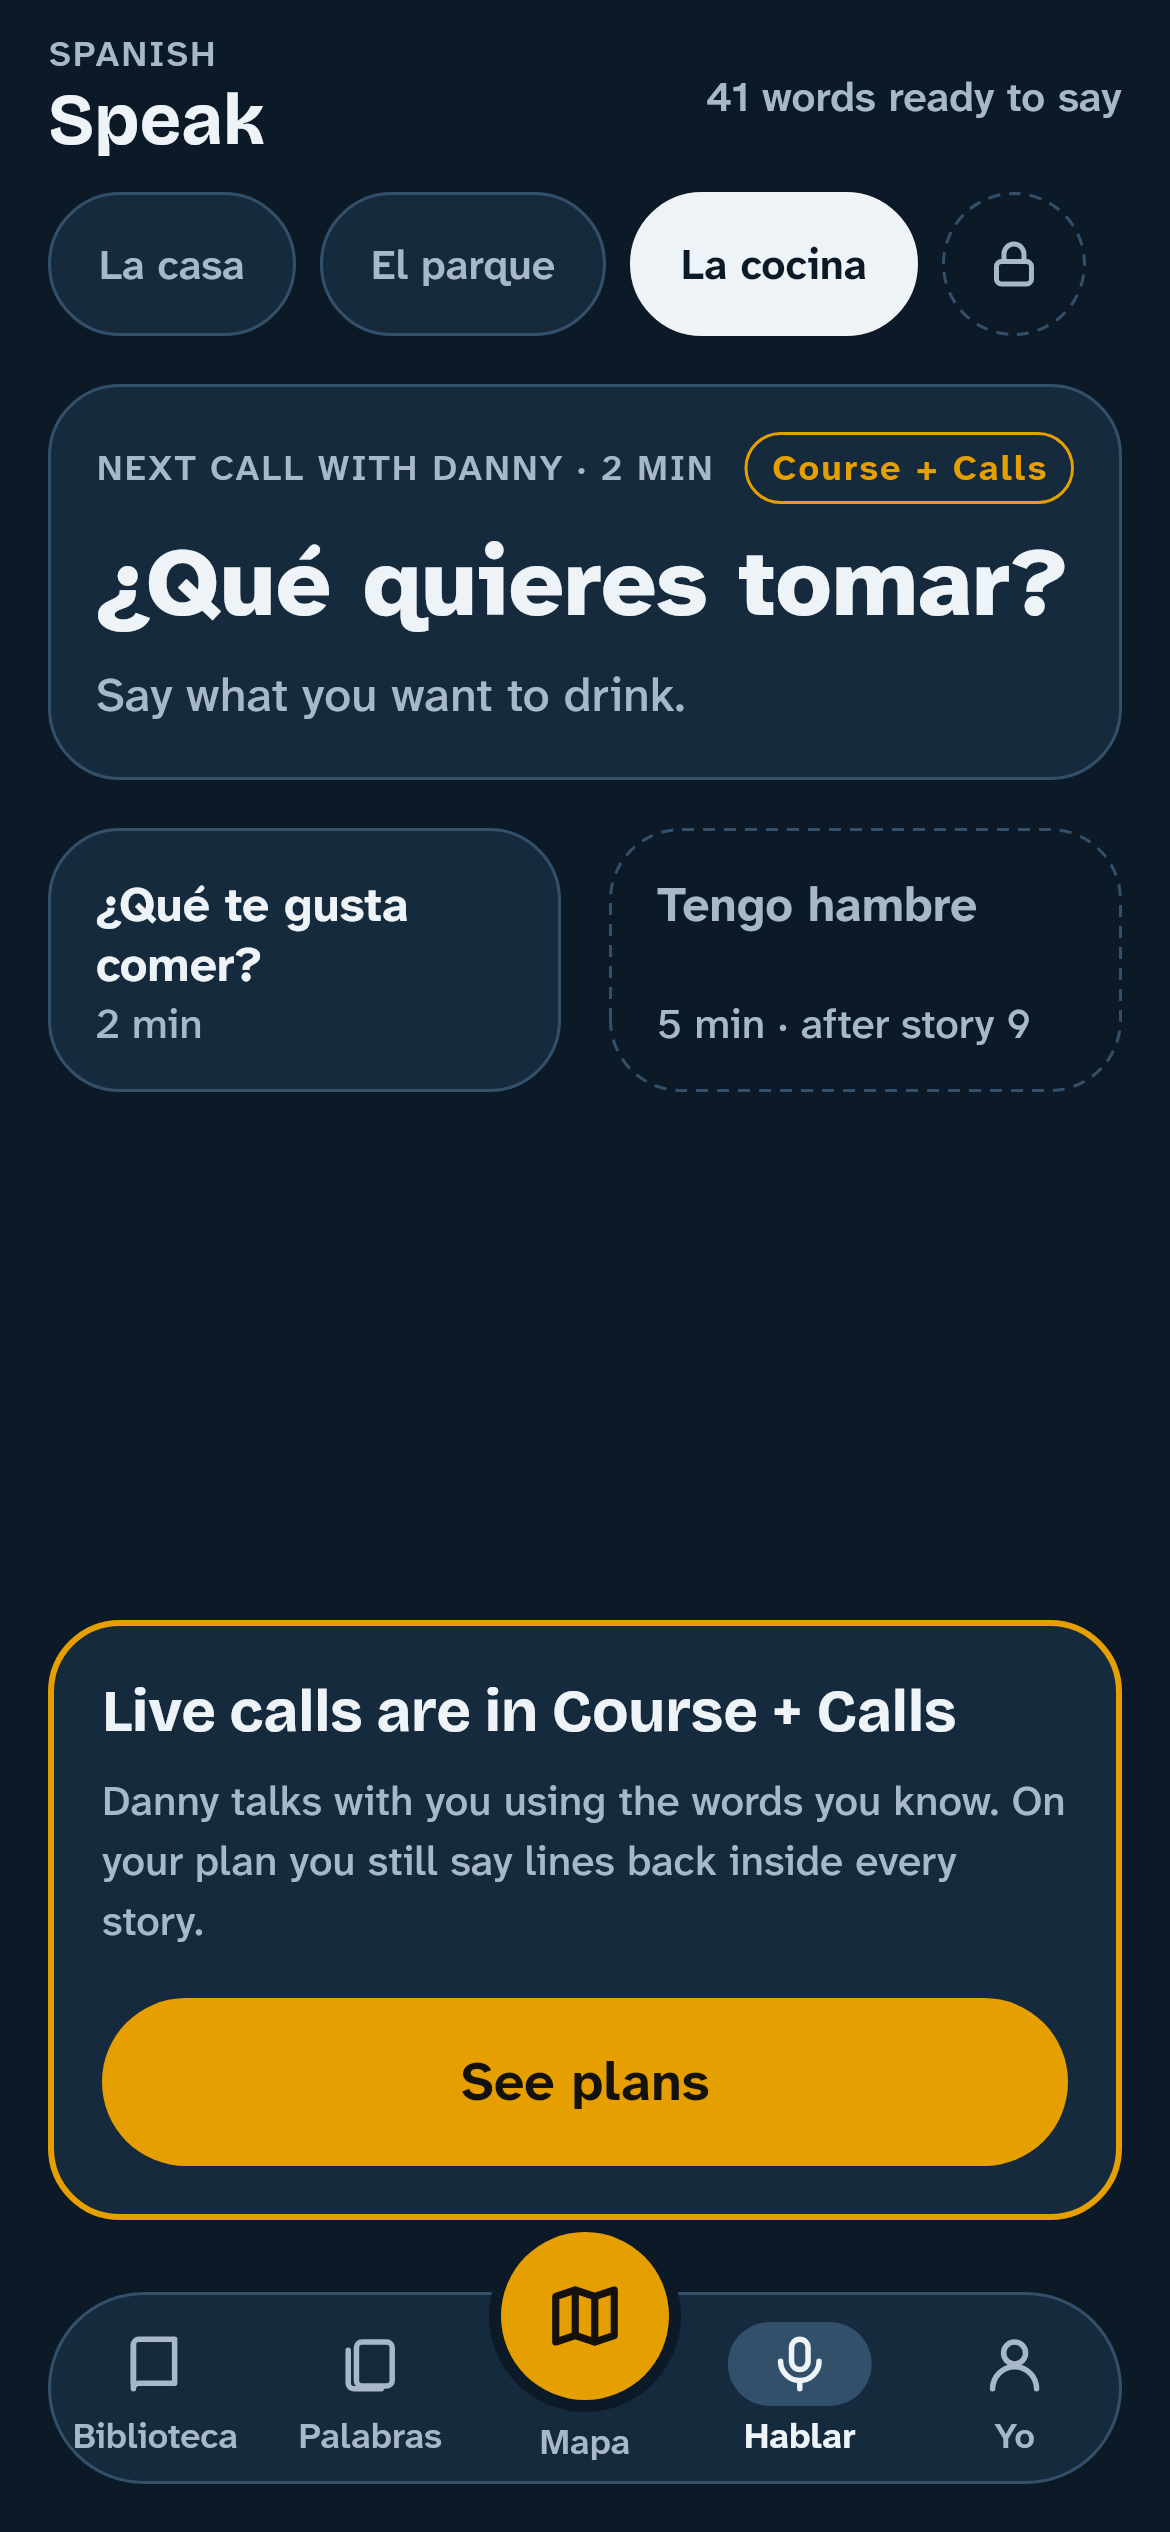 SPANISH
Speak
41 words ready to say
La casa
El parque
La cocina
NEXT CALL WITH DANNY · 2 MIN
Course + Calls
¿Qué quieres tomar?
Say what you want to drink.
¿Qué te gusta
comer?
2 min
Tengo hambre
5 min · after story 9
Live calls are in Course + Calls
Danny talks with you using the words you know. On
your plan you still say lines back inside every
story.
See plans
Biblioteca
Palabras
Mapa
Hablar
Yo